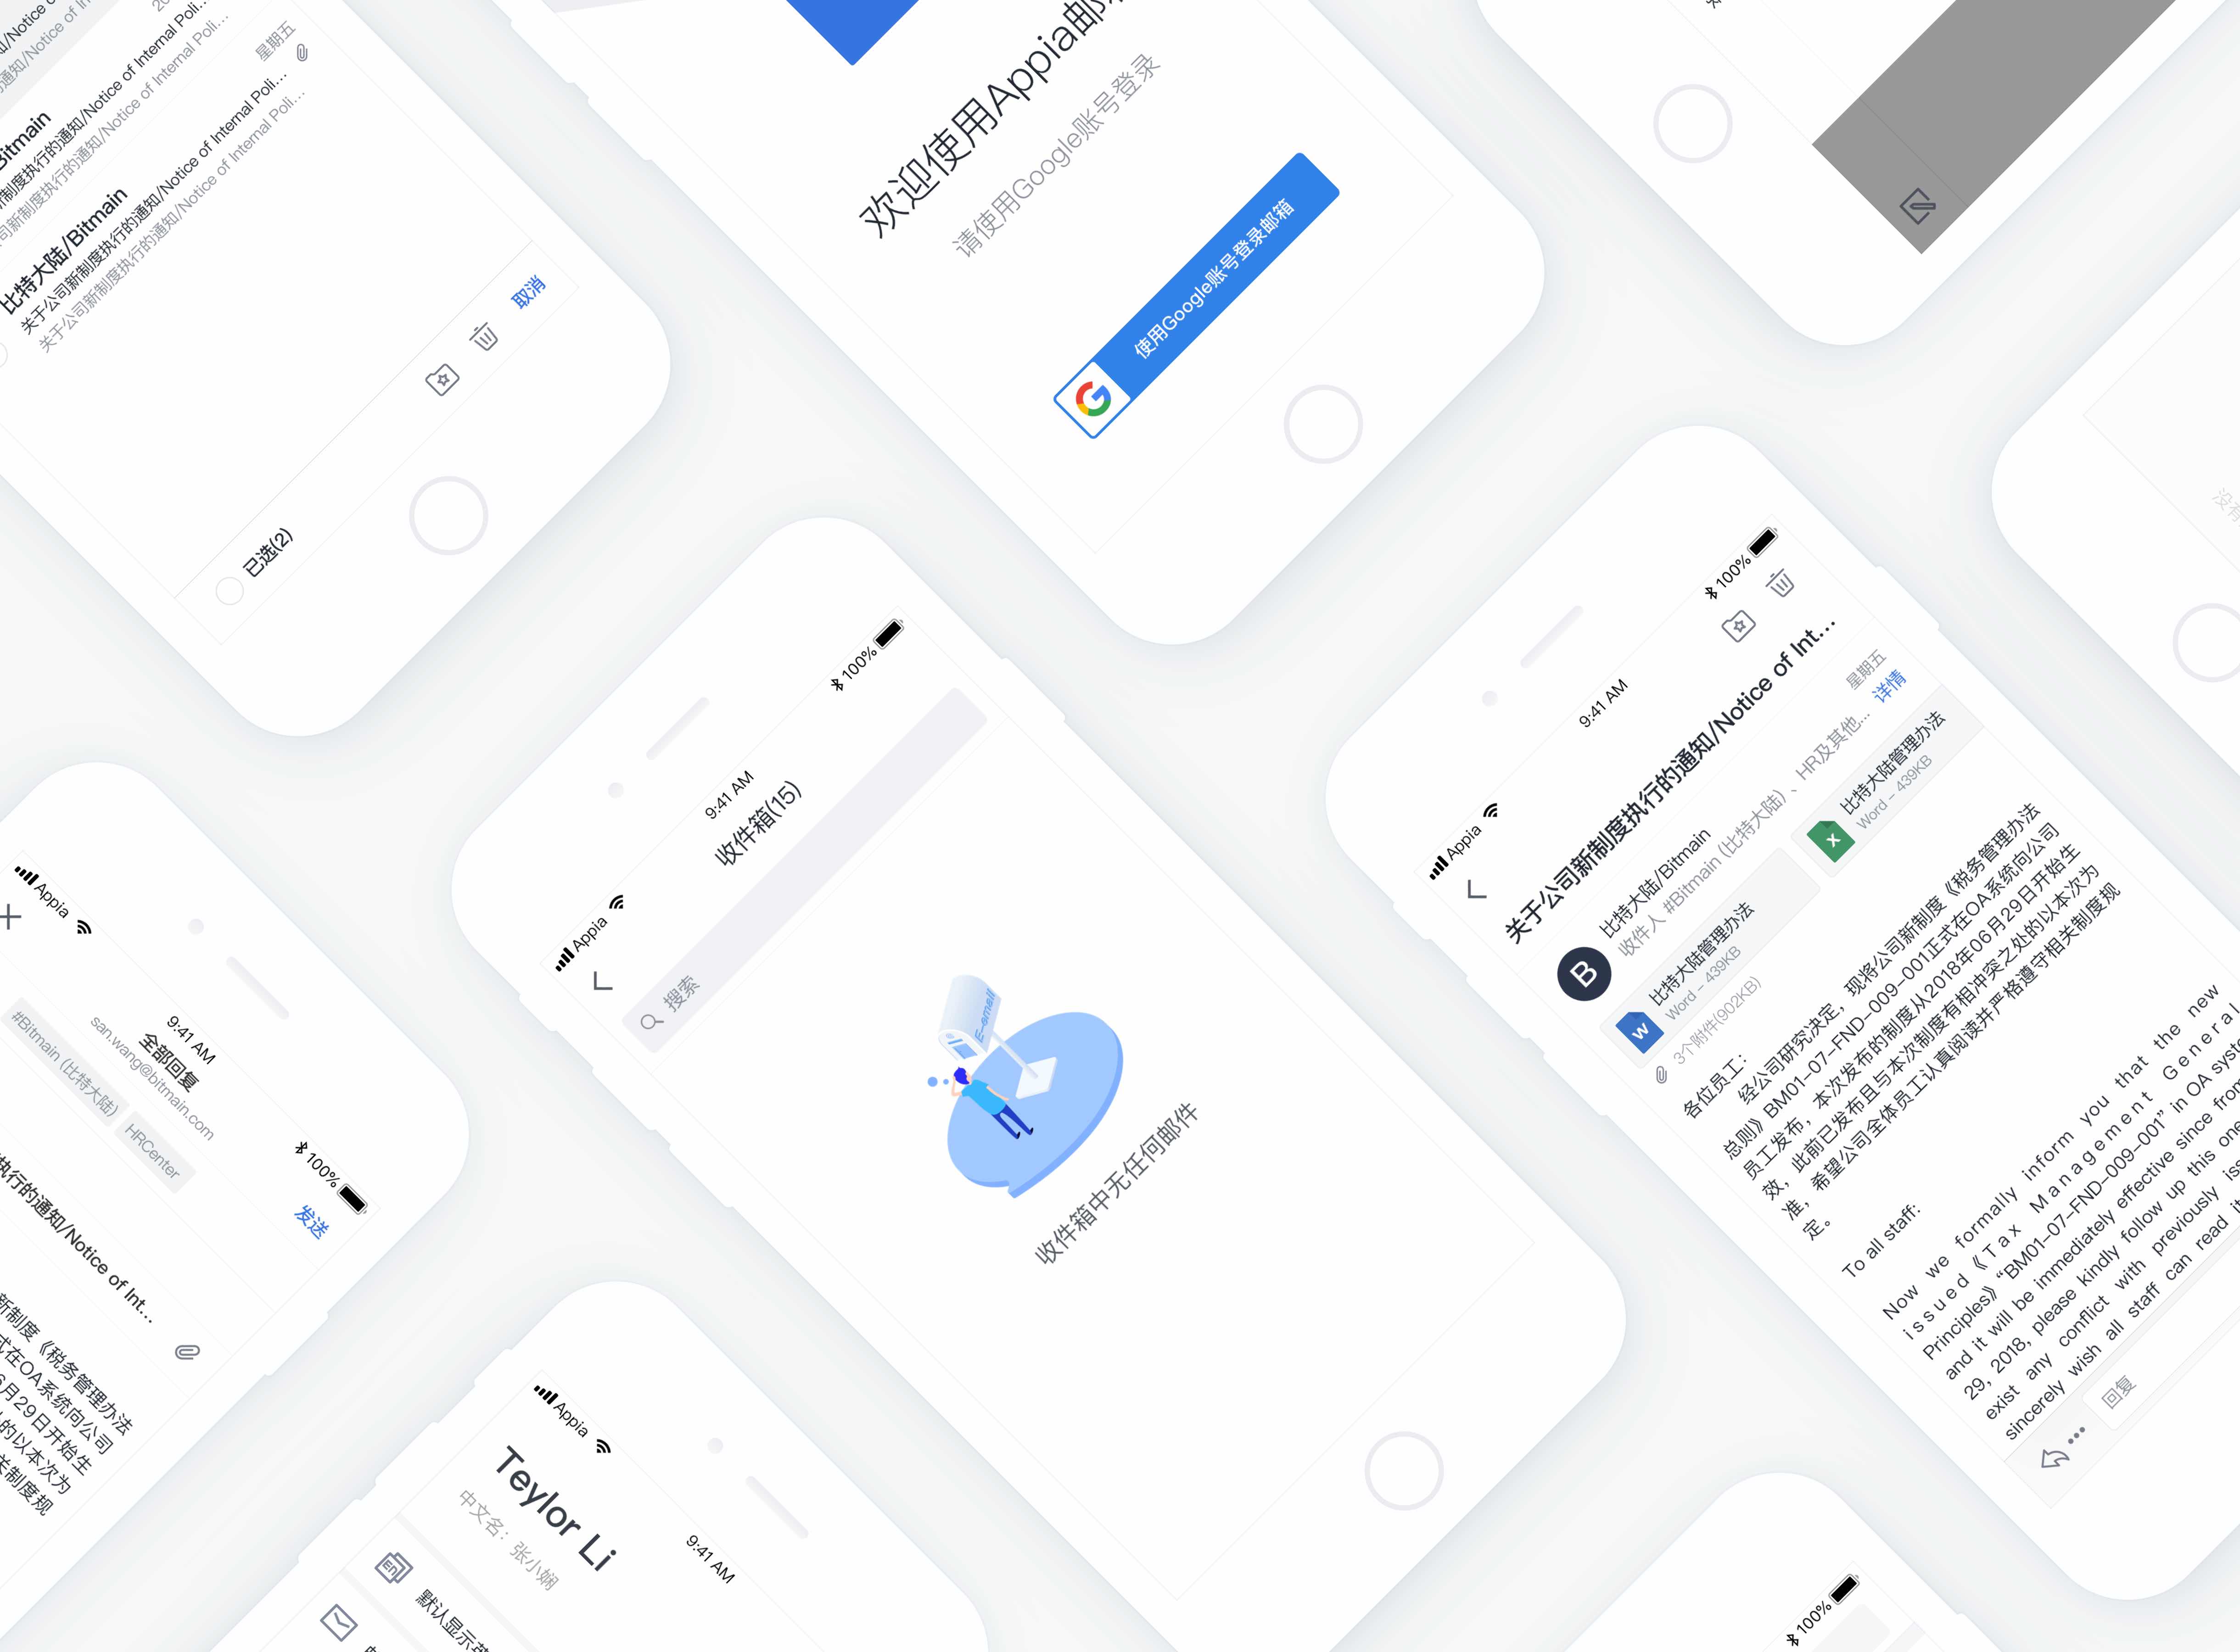 比特大陆/Bitmain
关于公司新制度执行的通知/Notice of Internal Poli...
关于公司新制度执行的通知/Notice of Internal Poli...
星期五
Bitmain
新制度执行的通知/Notice of Internal Poli...
新制度执行的通知/Notice of Internal Poli...
已选(2)
取消
欢迎使用Appia邮箱
请使用Google账号登录
使用Google账号登录邮箱
Appia
9:41 AM
100%
收件箱(15)
搜索
E-amail
收件箱中无任何邮件
Appia
9:41 AM
100%
关于公司新制度执行的通知/Notice of Int...
B
比特大陆/Bitmain
星期五
收件人 #Bitmain (比特大陆) 、HR及其他...
详情
W
比特大陆管理办法
Word – 439KB
X
比特大陆管理办法
Word – 439KB
3个附件(902KB)
各位员工：
经公司研究决定，现将公司新制度《税务管理办法
总则》BM01–07–FND–009–001正式在OA系统向公司
员工发布，本次发布的制度从2018年06月29日开始生
效，此前已发布且与本次制度有相冲突之处的以本次为
准，希望公司全体员工认真阅读并严格遵守相关制度规
定。
To all staff:
Now we formally inform you that the new
issued《Tax Management General
Principles》“BM01–07–FND–009–001” in OA
and it will be immediately effective since from
29, 2018, please kindly follow up this one
exist any conflict with previously
sincerely wish all staff can read
回复
Appia
9:41 AM
100%
全部回复
san.wang@bitmain.com
发送
#Bitmain (比特大陆)
HRCenter
执行的通知/Notice of Int...
新制度《税务管理办法
式在OA系统向公司
6月29日开始生
的以本次为
关制度规
Appia
9:41 AM
Teylor Li
中文名：张小娴
EN
默认显示
100%
没有